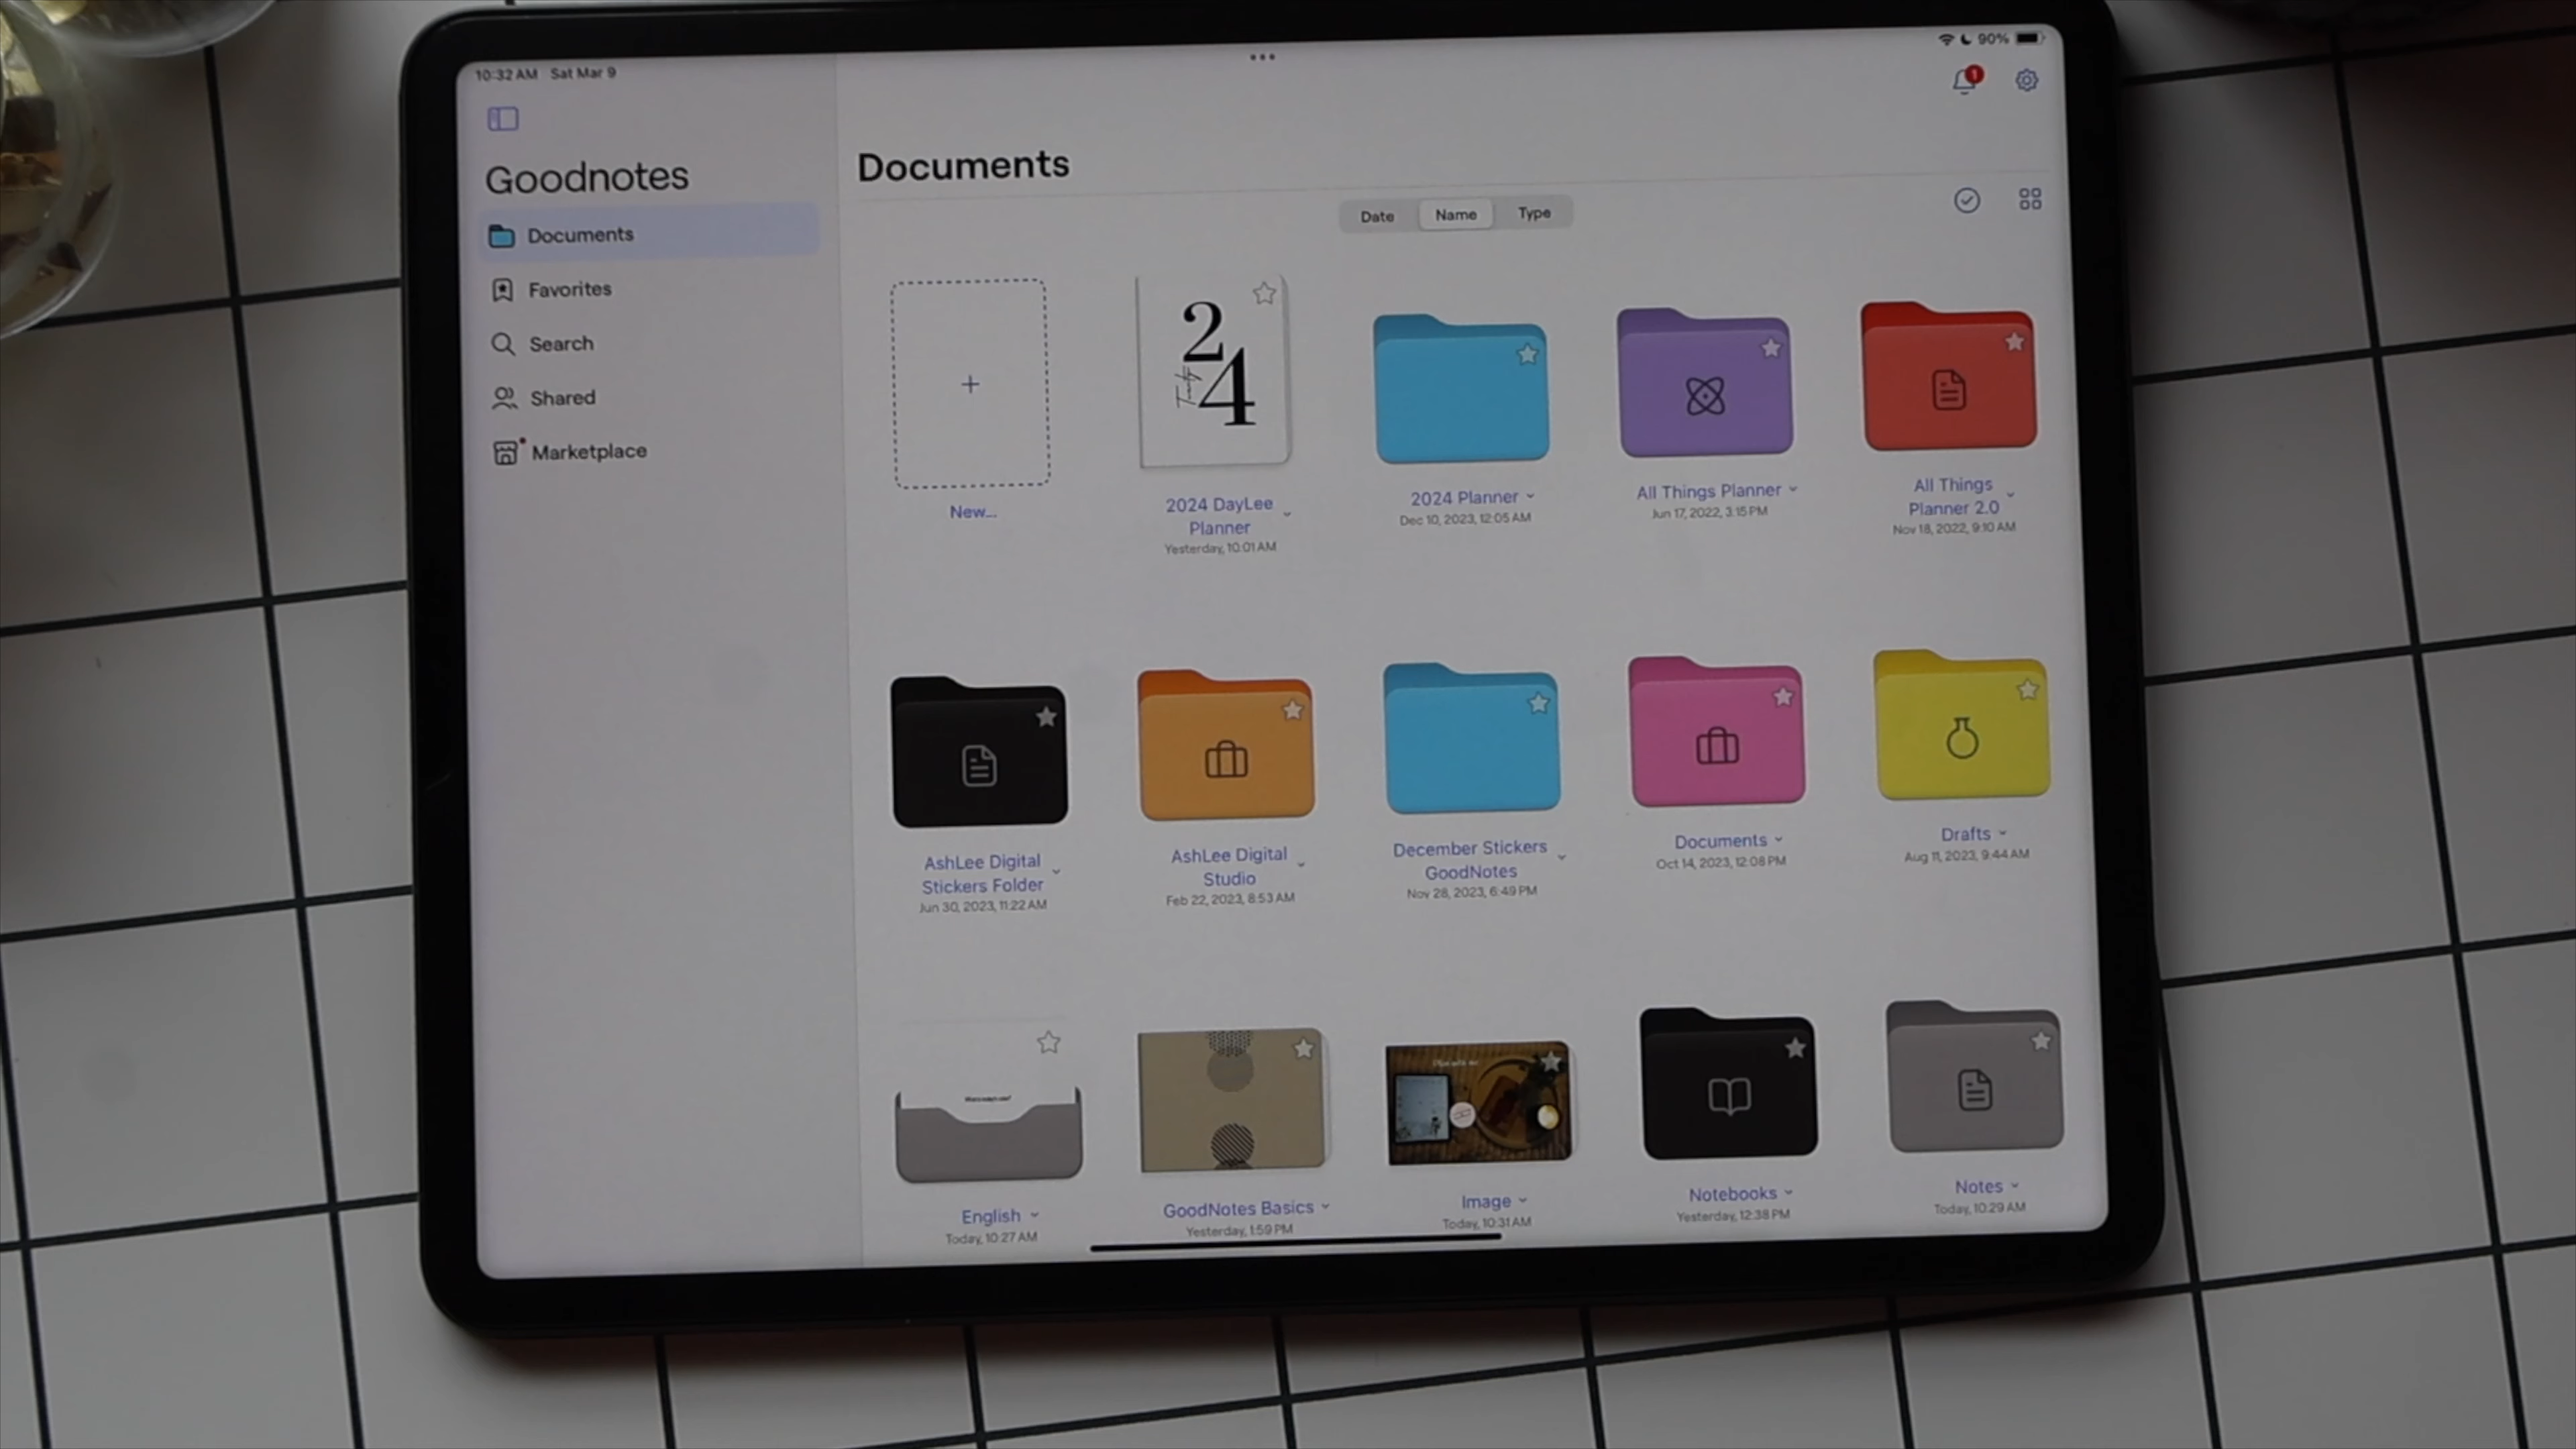 10:32 AM Sat Mar 9
90%
1
Goodnotes
Documents
Favorites
Search
Shared
Marketplace
Documents
Date Name Type
New...
24
2024 DayLee
Planner
Yesterday, 10:01 AM
2024 Planner
Dec 10, 2023, 12:05 AM
All Things Planner
Jun 17, 2022, 3:15 PM
All Things
Planner 2.0
Nov 18, 2022, 9:10 AM
AshLee Digital
Stickers Folder
Jun 30, 2023, 11:22 AM
AshLee Digital
Studio
Feb 22, 2023, 8:53 AM
December Stickers
GoodNotes
Nov 28, 2023, 6:49 PM
Documents
Oct 14, 2023, 12:08 PM
Drafts
Aug 11, 2023, 9:44 AM
English
Today, 10:27 AM
GoodNotes Basics
Yesterday, 1:59 PM
Image
Today, 10:31 AM
Notebooks
Yesterday, 12:38 PM
Notes
Today, 10:29 AM